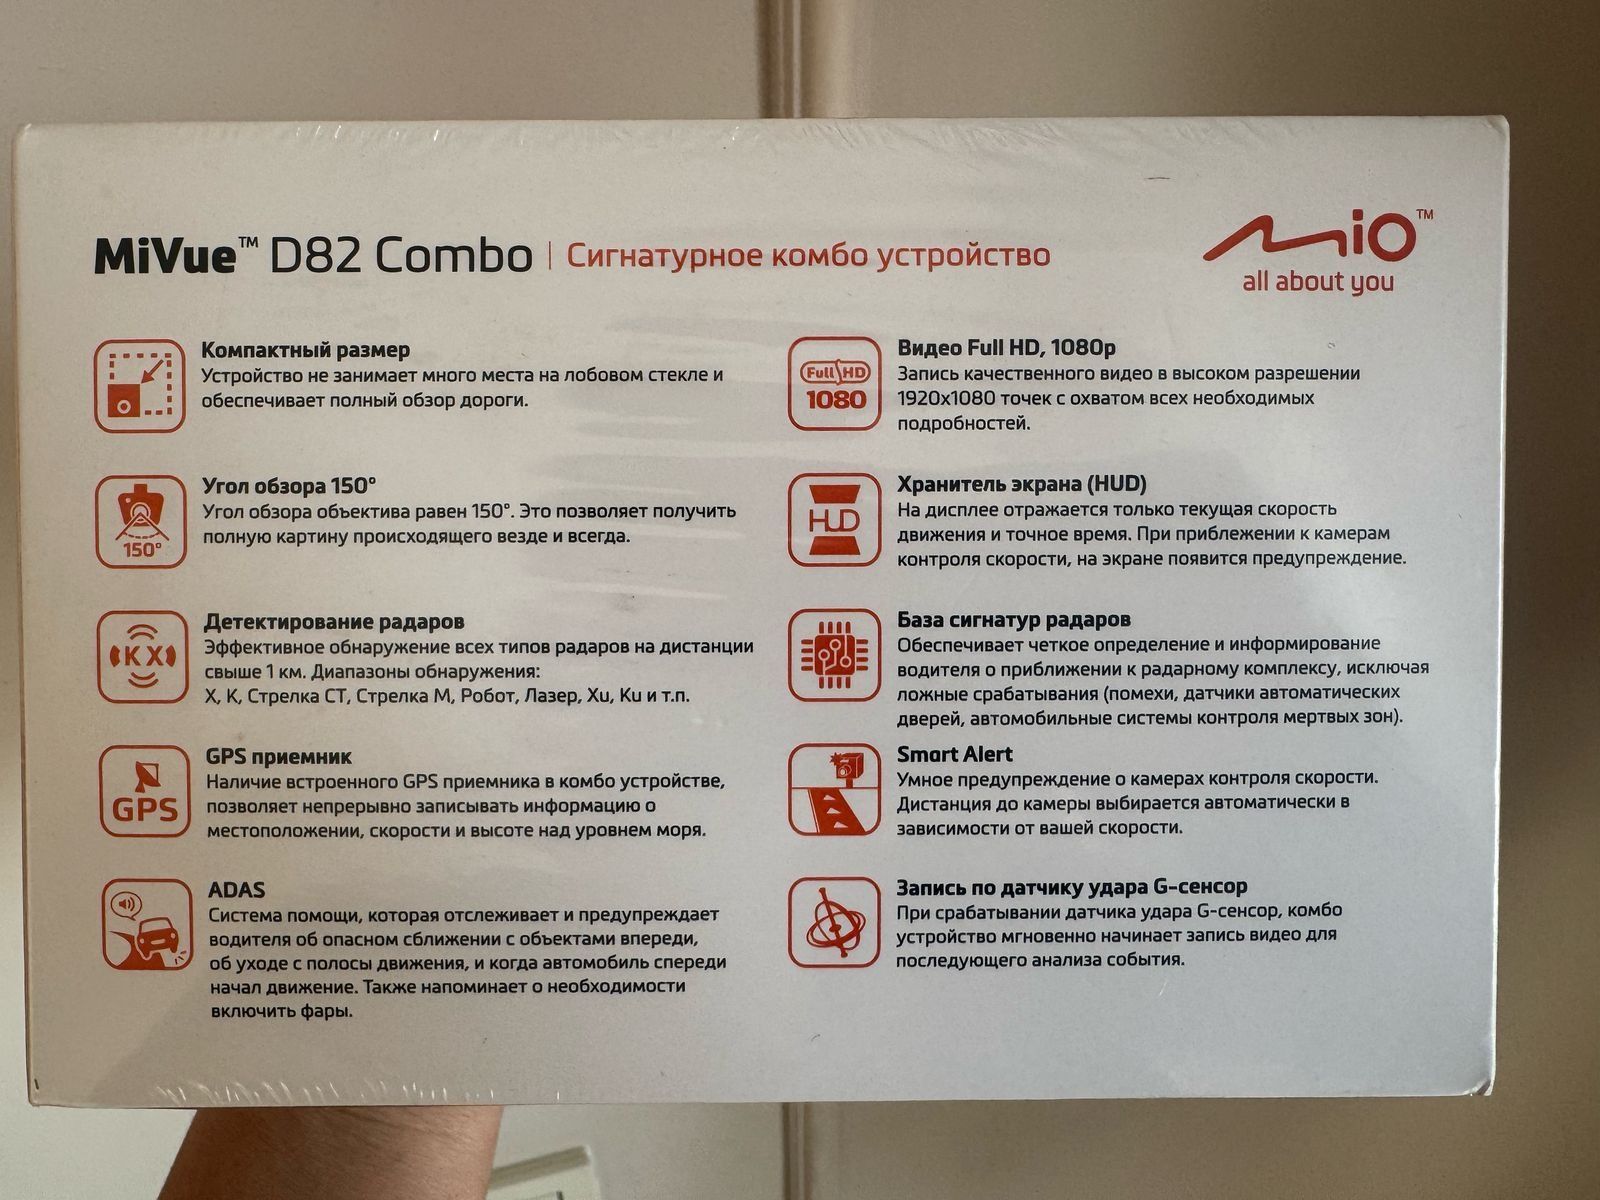 MiVue™ D82 Combo | Сигнатурное комбо устройство
Mio™
all about you
Компактный размер
Устройство не занимает много места на лобовом стекле и
обеспечивает полный обзор дороги.
150°
Угол обзора 150°
Угол обзора объектива равен 150°. Это позволяет получить
полную картину происходящего везде и всегда.
K X
Детектирование радаров
Эффективное обнаружение всех типов радаров на дистанции
свыше 1 км. Диапазоны обнаружения:
X, K, Стрелка СТ, Стрелка М, Робот, Лазер, Xu, Ku и т.п.
GPS
GPS приемник
Наличие встроенного GPS приемника в комбо устройстве,
позволяет непрерывно записывать информацию о
местоположении, скорости и высоте над уровнем моря.
ADAS
Система помощи, которая отслеживает и предупреждает
водителя об опасном сближении с объектами впереди,
об уходе с полосы движения, и когда автомобиль спереди
начал движение. Также напоминает о необходимости
включить фары.
Full HD
1080
Видео Full HD, 1080p
Запись качественного видео в высоком разрешении
1920x1080 точек с охватом всех необходимых
подробностей.
HUD
Хранитель экрана (HUD)
На дисплее отражается только текущая скорость
движения и точное время. При приблежении к камерам
контроля скорости, на экране появится предупреждение.
База сигнатур радаров
Обеспечивает четкое определение и информирование
водителя о приближении к радарному комплексу, исключая
ложные срабатывания (помехи, датчики автоматических
дверей, автомобильные системы контроля мертвых зон).
Smart Alert
Умное предупреждение о камерах контроля скорости.
Дистанция до камеры выбирается автоматически в
зависимости от вашей скорости.
Запись по датчику удара G-сенсор
При срабатывании датчика удара G-сенсор, комбо
устройство мгновенно начинает запись видео для
последующего анализа события.